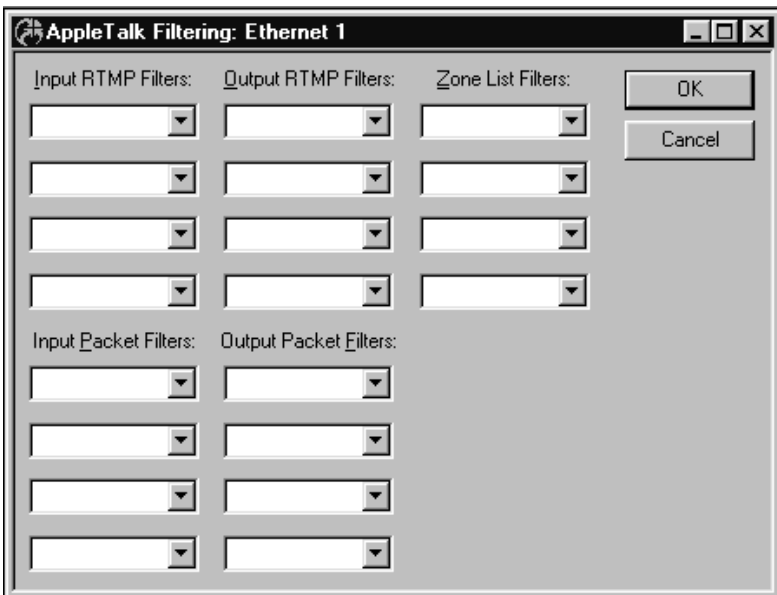 AppleTalk Filtering: Ethernet 1
Input RTMP Filters: Output RTMP Filters: Zone List Filters:
OK
Cancel
Input Packet Filters: Output Packet Filters: